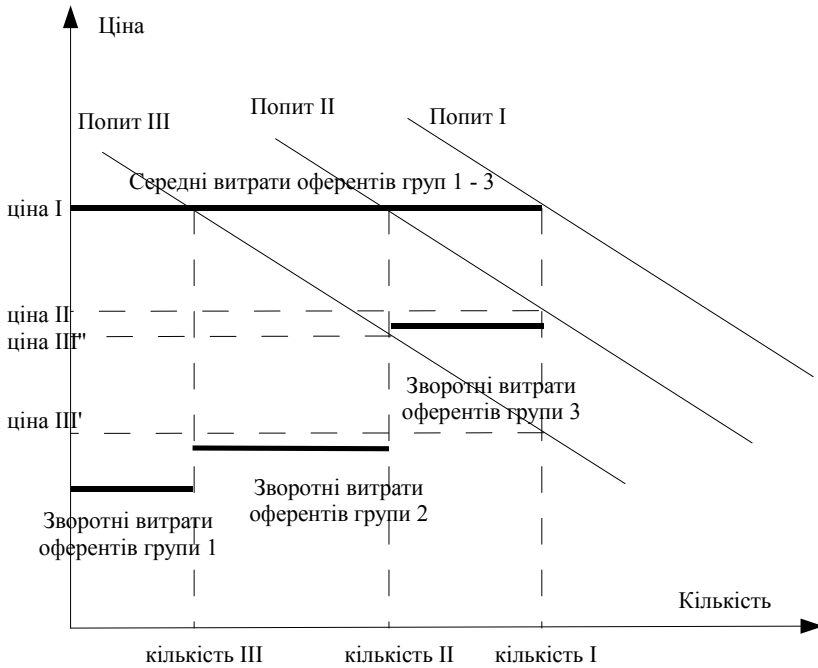 Ціна
Попит III
Попит II
Попит I
Середні витрати оферентів груп 1 - 3
ціна I
ціна II
ціна III"
Зворотні витрати
оферентів групи 3
ціна III'
Зворотні витрати
оферентів групи 2
Зворотні витрати
оферентів групи 1
Кількість
кількість III
кількість II
кількість I